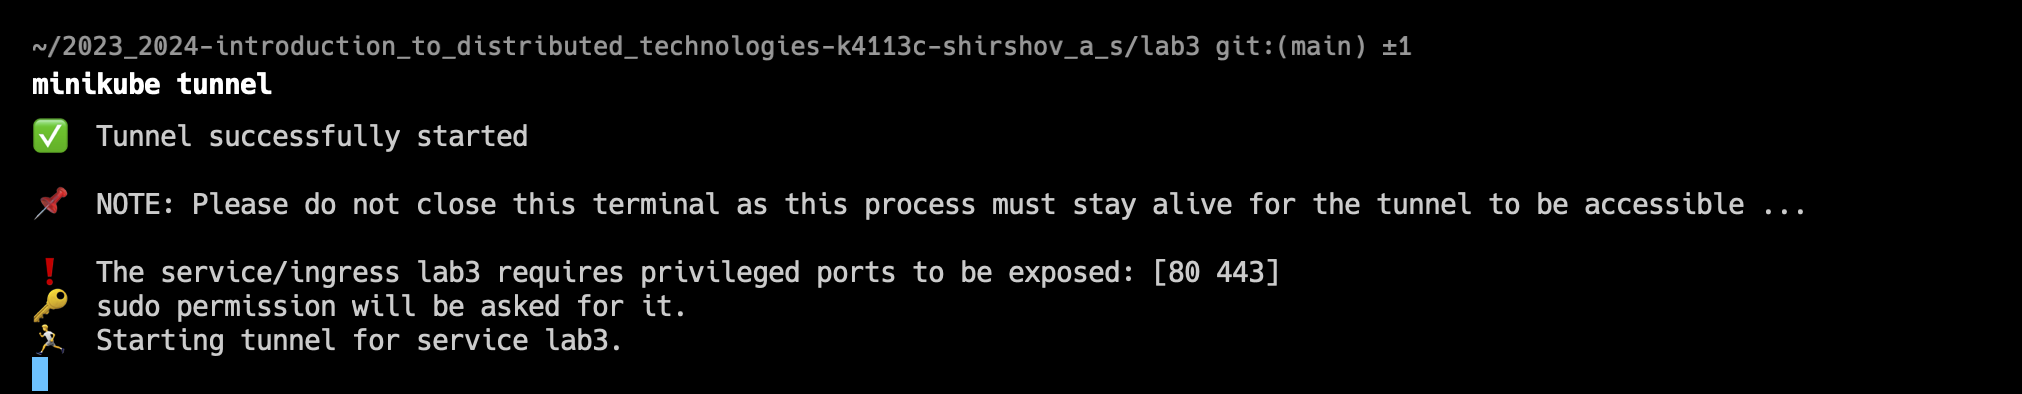 ~/2023_2024-introduction_to_distributed_technologies-k4113c-shirshov_a_s/lab3 git:(main) ±1
minikube tunnel
✅ Tunnel successfully started
📌 NOTE: Please do not close this terminal as this process must stay alive for the tunnel to be accessible ...
❗ The service/ingress lab3 requires privileged ports to be exposed: [80 443]
🔑 sudo permission will be asked for it.
🏃 Starting tunnel for service lab3.